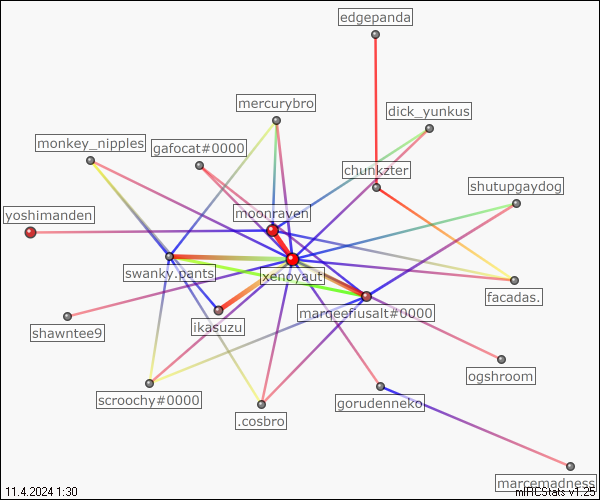 edgepanda
mercurybro
dick_yunkus
monkey_nipples
gafocat#0000
chunkzter
shutupgaydog
yoshimanden
moonraven
swanky.pants
xenoyaut
facadas.
ikasuzu
marqeefiusalt#0000
shawntee9
ogshroom
scroochy#0000
gorudenneko
.cosbro
marcemadness
11.4.2024 1:30
mIRCStats v1.25